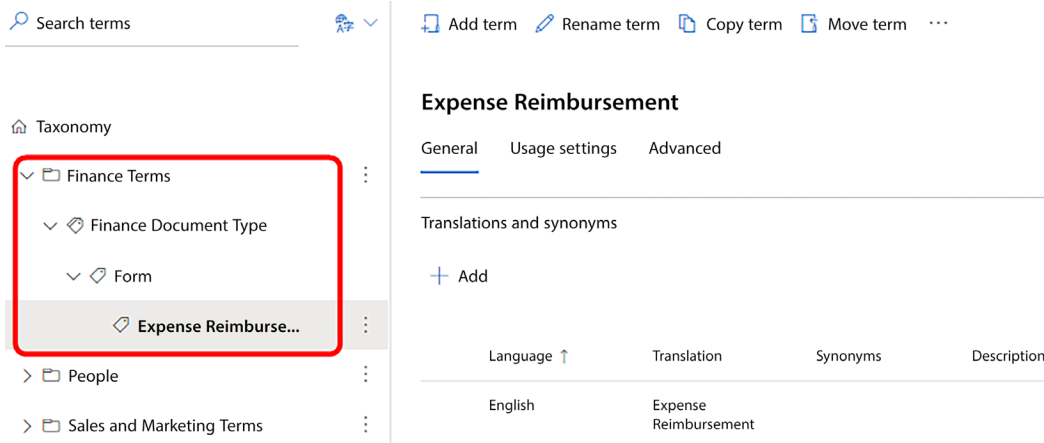 Search terms
Taxonomy
Finance Terms
Finance Document Type
Form
Expense Reimburse...
People
Sales and Marketing Terms
Add term Rename term Copy term Move term ...
Expense Reimbursement
General Usage settings Advanced
Translations and synonyms
Add
Language ↑ Translation Synonyms Description
English Expense
Reimbursement